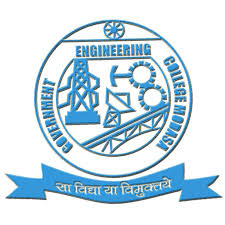 GOVERNMENT ENGINEERING COLLEGE MODASA
सा विद्या या विमुक्तये